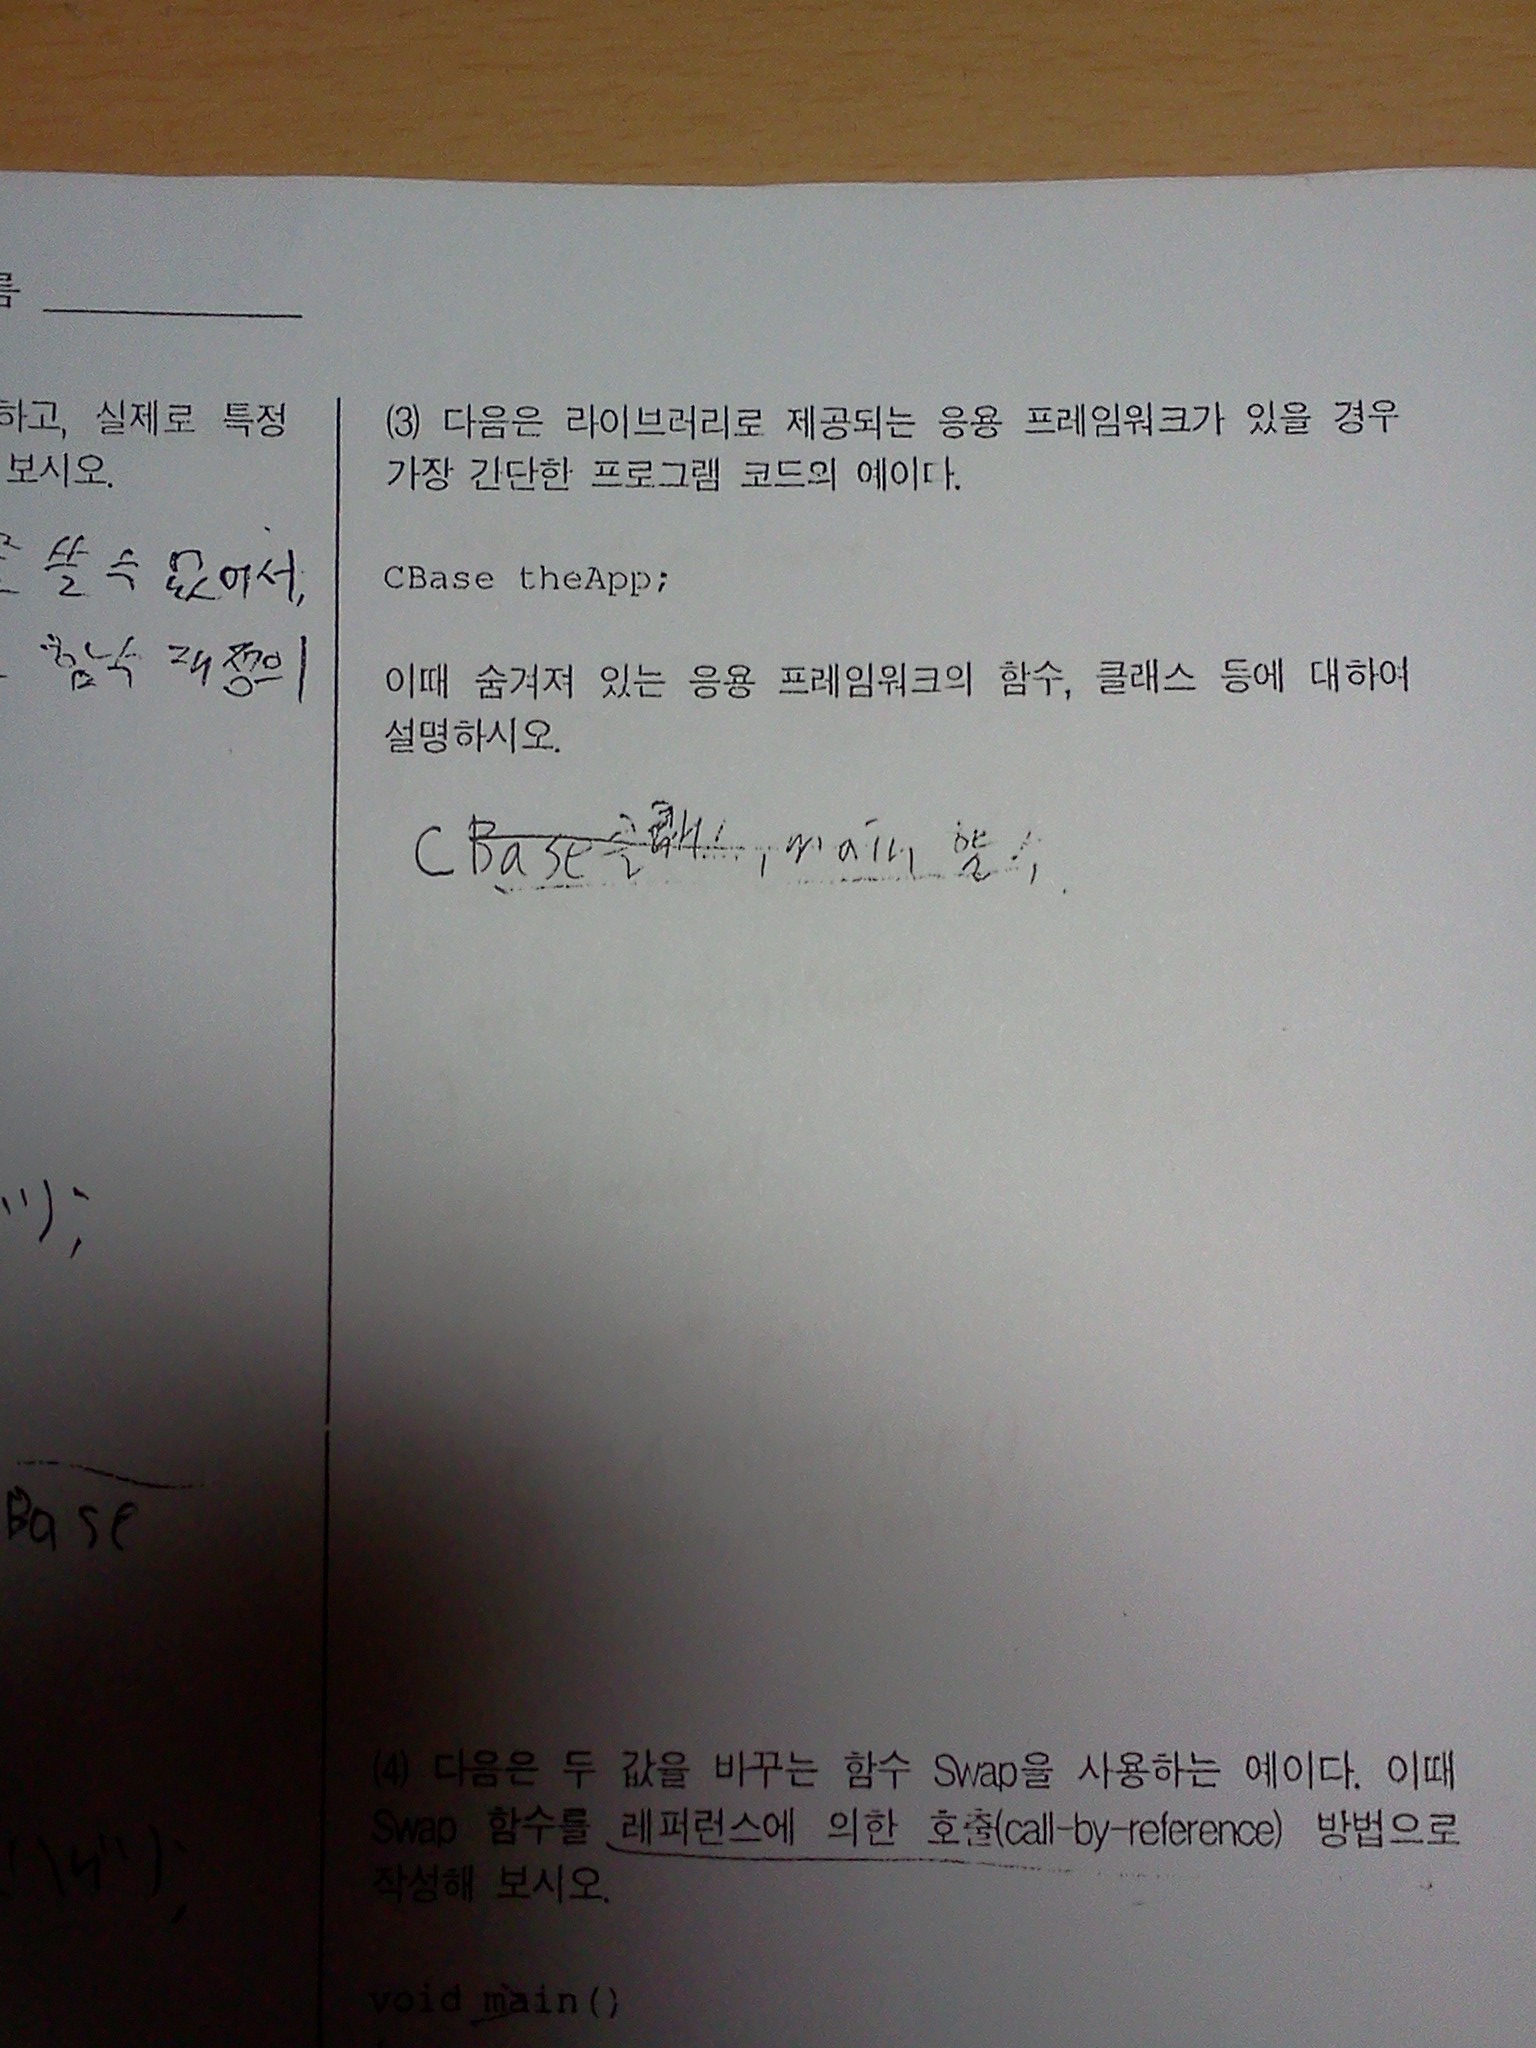 름
하고, 실제로 특정
보시오.
쓸 수 없어서,
함수 재정의
");
Base
!\n");
(3) 다음은 라이브러리로 제공되는 응용 프레임워크가 있을 경우
가장 간단한 프로그램 코드의 예이다.
CBase theApp;
이때 숨겨져 있는 응용 프레임워크의 함수, 클래스 등에 대하여
설명하시오.
CBase클래스, main 함수,
(4) 다음은 두 값을 바꾸는 함수 Swap을 사용하는 예이다. 이때
Swap 함수를 레퍼런스에 의한 호출(call-by-reference) 방법으로
작성해 보시오.
void main()